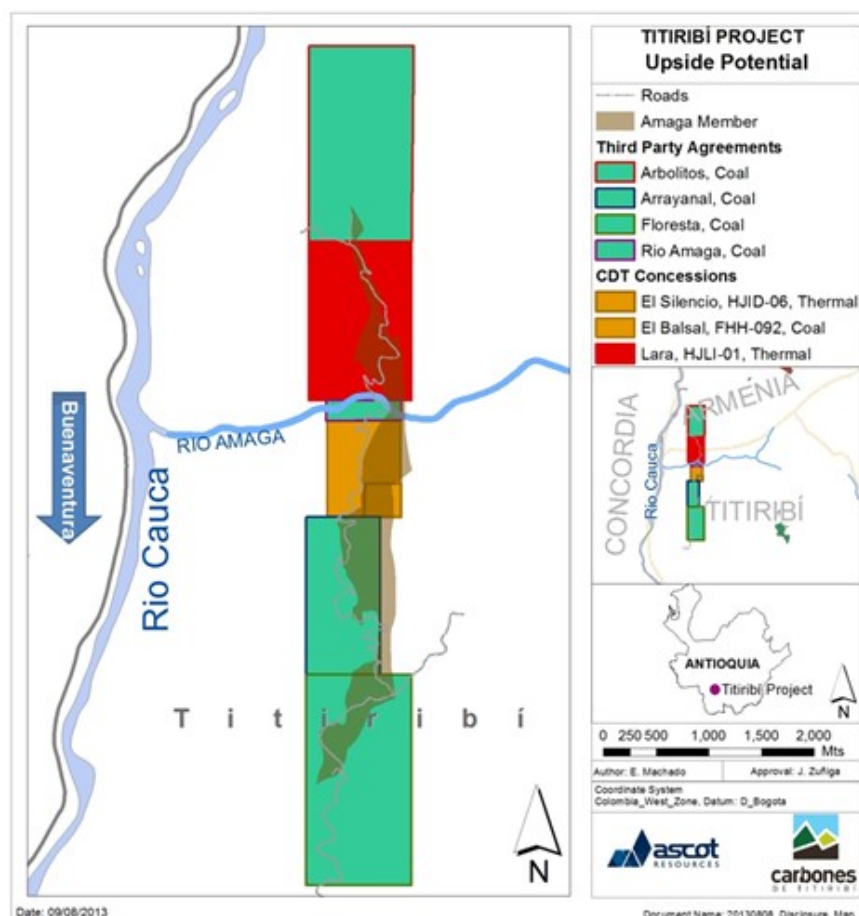 TITIRIBÍ PROJECT
Upside Potential
Roads
Amaga Member
Third Party Agreements
Arbolitos, Coal
Arrayanal, Coal
Floresta, Coal
Rio Amaga, Coal
CDT Concessions
El Silencio, HJID-06, Thermal
El Balsal, FHH-092, Coal
Lara, HJLI-01, Thermal
Buenaventura
Rio Cauca
RIO AMAGA
Titiribí
N
CONCORDIA
ARMÉNIA
Rio Cauca
TITIRIBÍ
ANTIOQUIA
Titiribí Project
N
0 250 500 1,000 1,500 2,000
Mts
Author: E. Machado Approval: J. Zuñiga
Coordinate System
Colombia_West_Zone, Datum: D_Bogota
ascot
RESOURCES
carbones
DE TITIRIBÍ
Date: 09/08/2013
Document Name: 20130808_Disclosure_Map